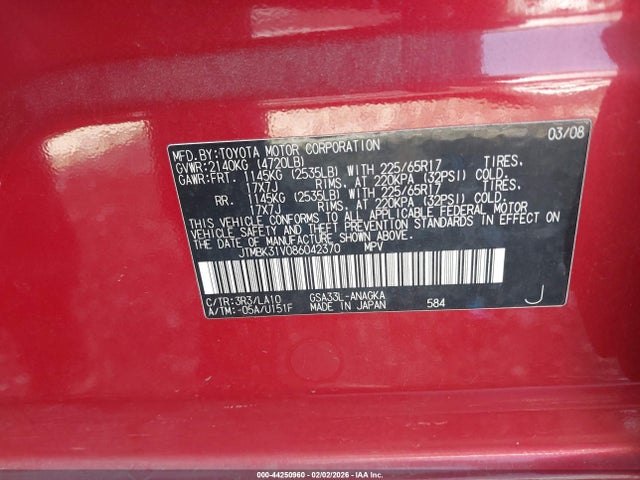 03/08
MFD.BY:TOYOTA MOTOR CORPORATION
GVWR:2140KG (4720LB)
GAWR:FRT. 1145KG (2535LB) WITH 225/65R17 TIRES,
17X7J RIMS, AT 220KPA (32PSI) COLD.
RR. 1145KG (2535LB) WITH 225/65R17 TIRES,
17X7J RIMS, AT 220KPA (32PSI) COLD.
THIS VEHICLE CONFORMS TO ALL APPLICABLE FEDERAL MOTOR
VEHICLE SAFETY AND THEFT PREVENTION STANDARDS IN EFFECT ON
THE DATE OF MANUFACTURE SHOWN ABOVE.
JTMBK31V086042370 MPV
C/TR:3R3/LA10 GSA33L-ANAGKA
A/TM:-05A/U151F MADE IN JAPAN 584 J
000-44250960 - 02/02/2026 - IAAI, Inc.